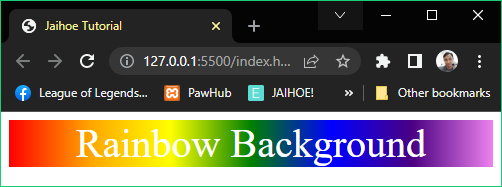 Jaihoe Tutorial
127.0.0.1:5500/index.h...
League of Legends... PawHub E JAIHOE! Other bookmarks
Rainbow Background